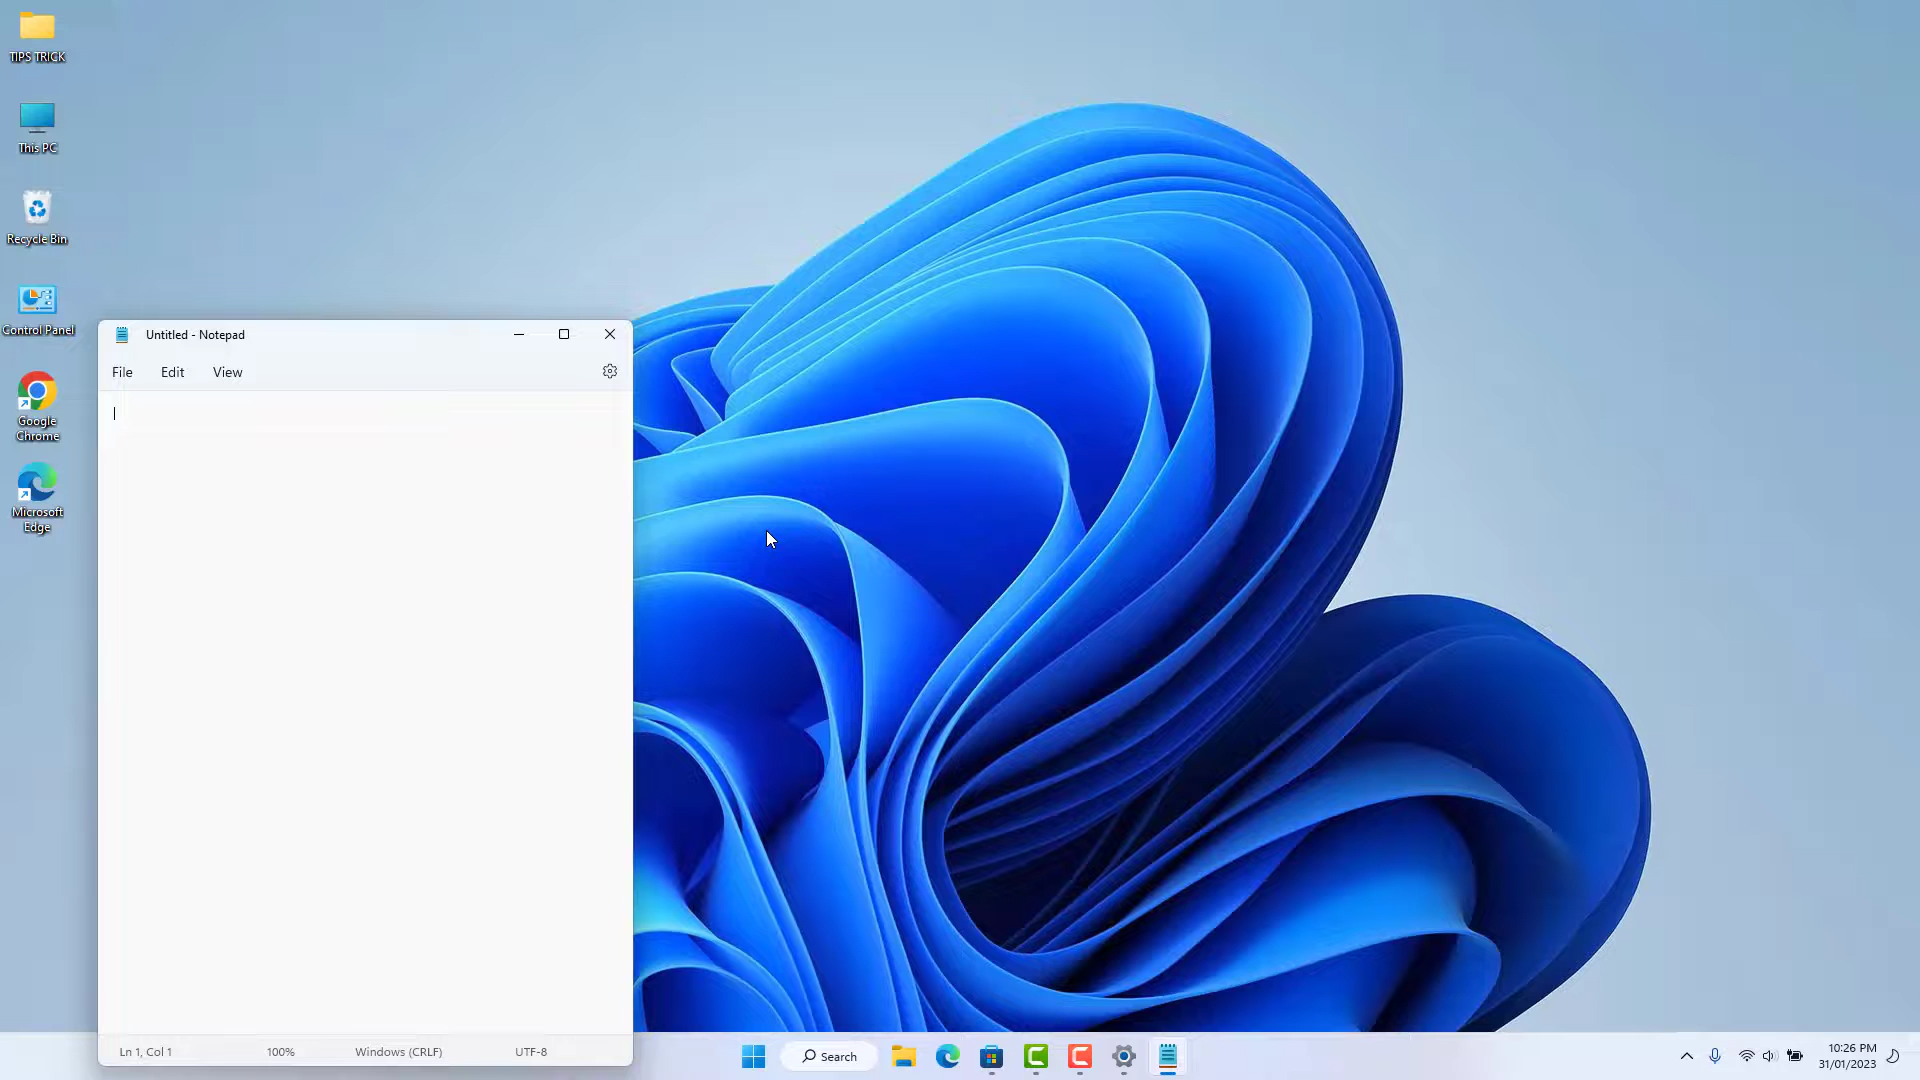 TIPS TRICK
This PC
Recycle Bin
Control Panel
Google
Chrome
Microsoft
Edge
Untitled - Notepad
File Edit View
Ln 1, Col 1 100% Windows (CRLF) UTF-8
Search
10:26 PM
31/01/2023